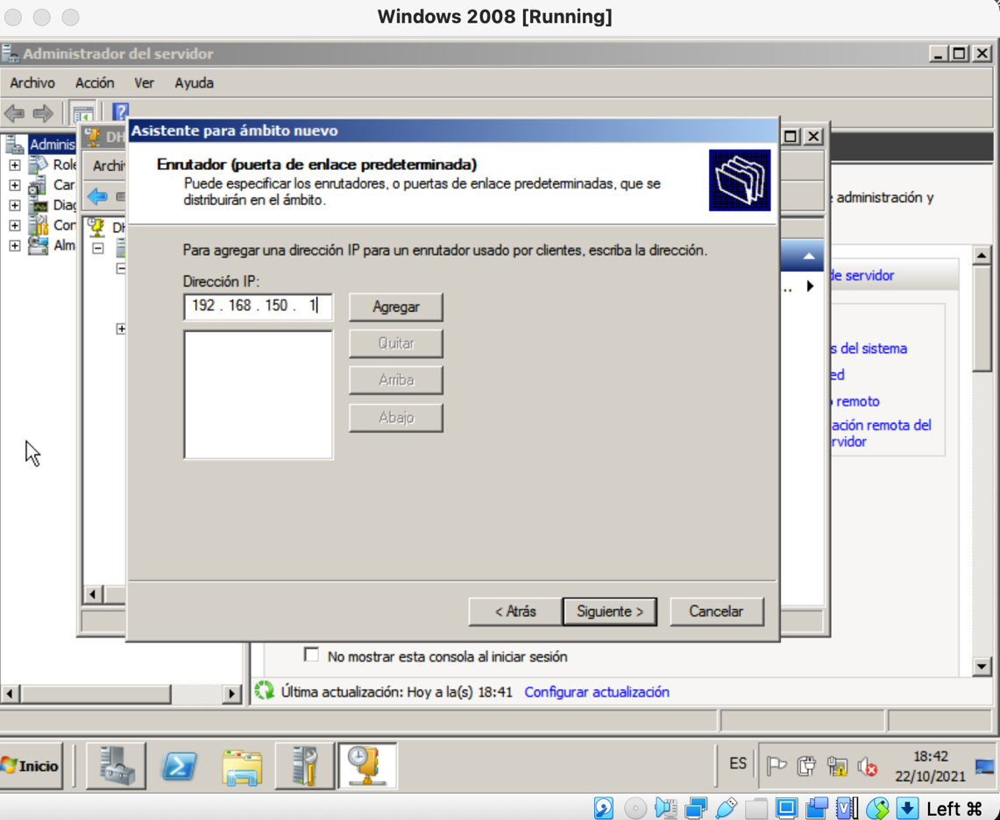 Windows 2008 [Running]
Administrador del servidor
Archivo Acción Ver Ayuda
Asistente para ámbito nuevo
Enrutador (puerta de enlace predeterminada)
Puede especificar los enrutadores, o puertas de enlace predeterminadas, que se
distribuirán en el ámbito.
Para agregar una dirección IP para un enrutador usado por clientes, escriba la dirección.
Dirección IP:
192 . 168 . 150 . 1
Agregar
Quitar
Arriba
Abajo
< Atrás
Siguiente >
Cancelar
Adminis
Role
Car
Diag
Con
Alm
DH
Archi
DH
administración y
de servidor
..
s del sistema
ed
remoto
ación remota del
rvidor
No mostrar esta consola al iniciar sesión
Última actualización: Hoy a la(s) 18:41 Configurar actualización
Inicio
ES
18:42
22/10/2021
Left ⌘